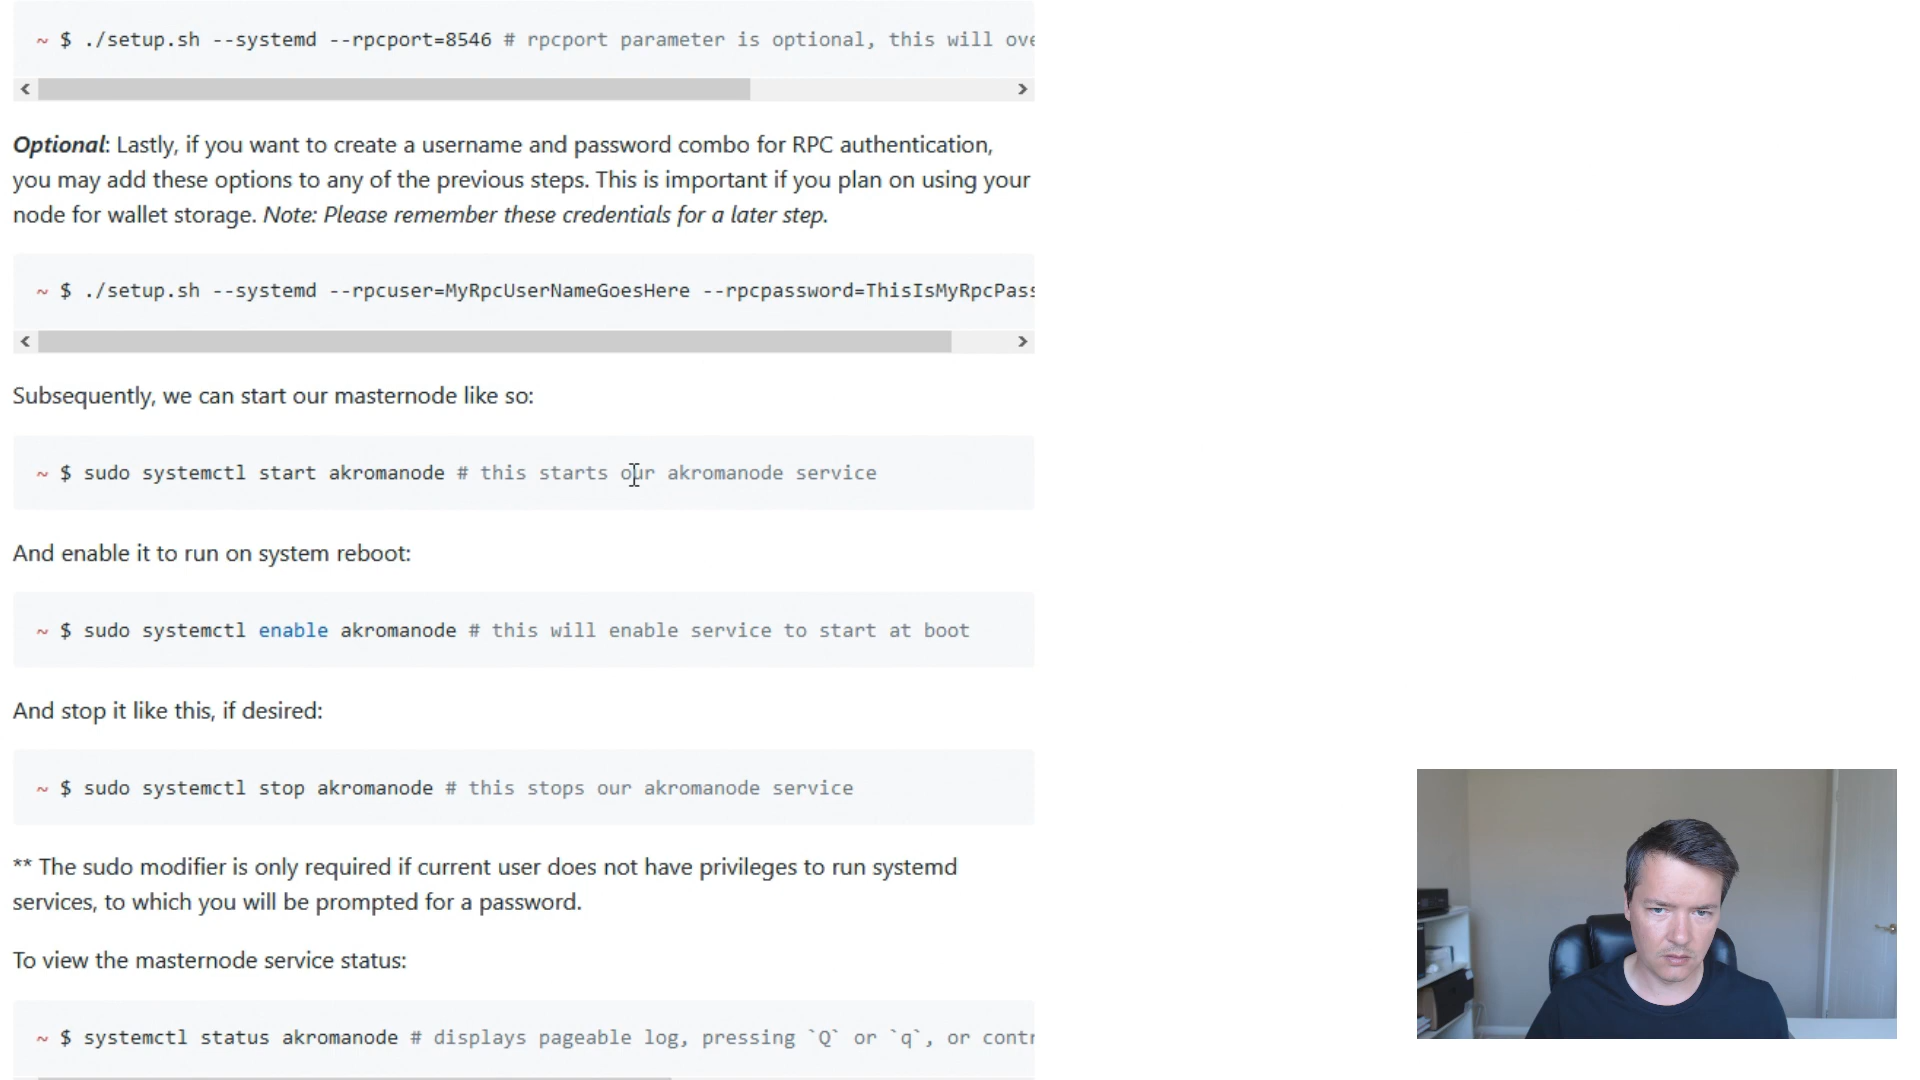 ~ $ ./setup.sh --systemd --rpcport=8546 # rpcport parameter is optional, this will ove
Optional: Lastly, if you want to create a username and password combo for RPC authentication,
you may add these options to any of the previous steps. This is important if you plan on using your
node for wallet storage. Note: Please remember these credentials for a later step.
~ $ ./setup.sh --systemd --rpcuser=MyRpcUserNameGoesHere --rpcpassword=ThisIsMyRpcPass
Subsequently, we can start our masternode like so:
~ $ sudo systemctl start akromanode # this starts our akromanode service
And enable it to run on system reboot:
~ $ sudo systemctl enable akromanode # this will enable service to start at boot
And stop it like this, if desired:
~ $ sudo systemctl stop akromanode # this stops our akromanode service
** The sudo modifier is only required if current user does not have privileges to run systemd
services, to which you will be prompted for a password.
To view the masternode service status:
~ $ systemctl status akromanode # displays pageable log, pressing `Q` or `q`, or contr